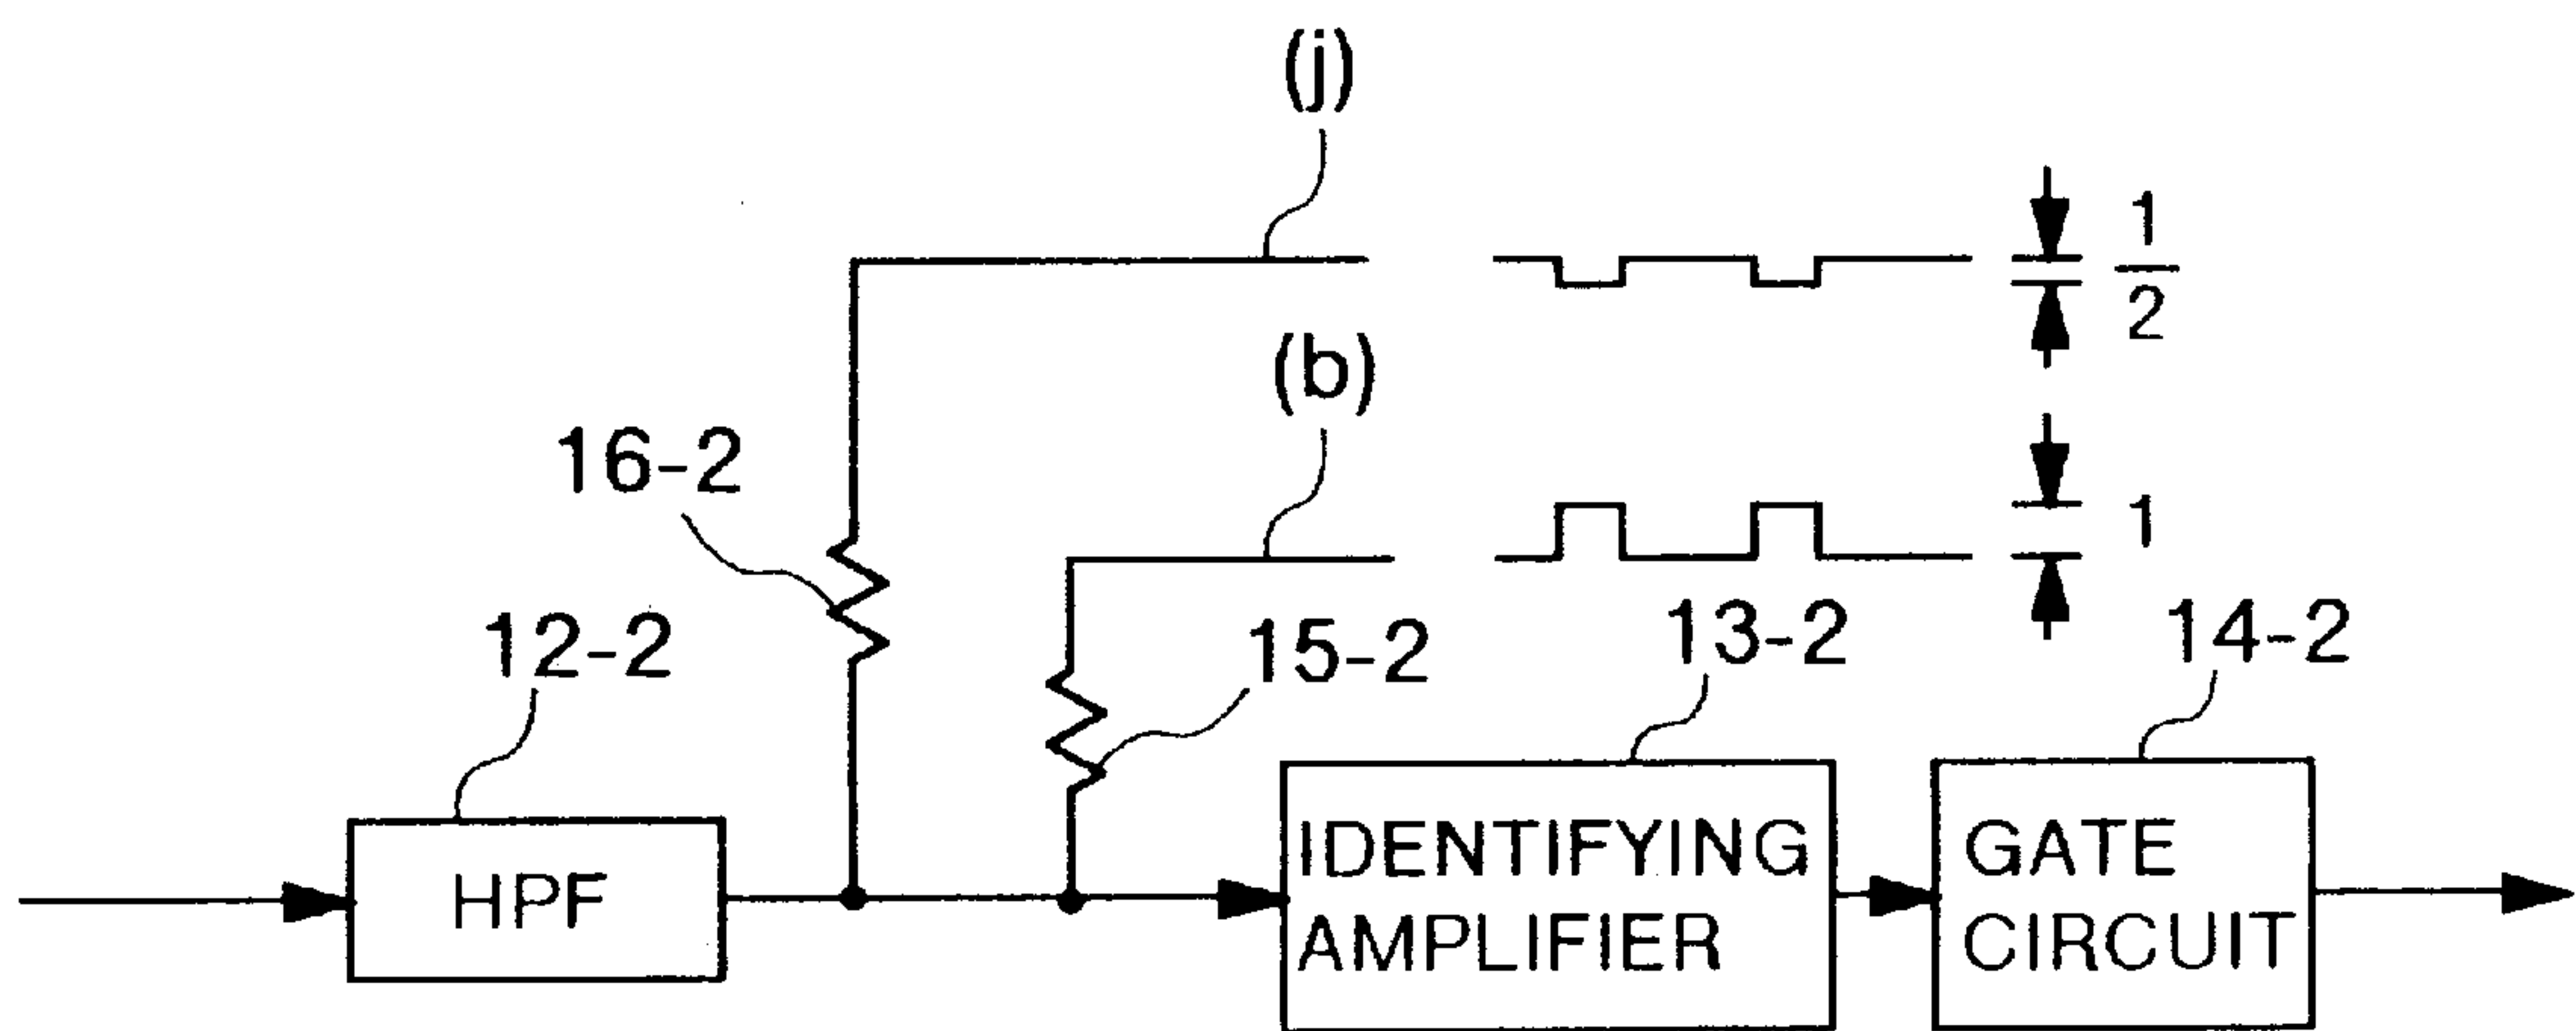 (j)
1
2
(b)
16-2
1
12-2
15-2
13-2
14-2
HPF
IDENTIFYING
AMPLIFIER
GATE
CIRCUIT